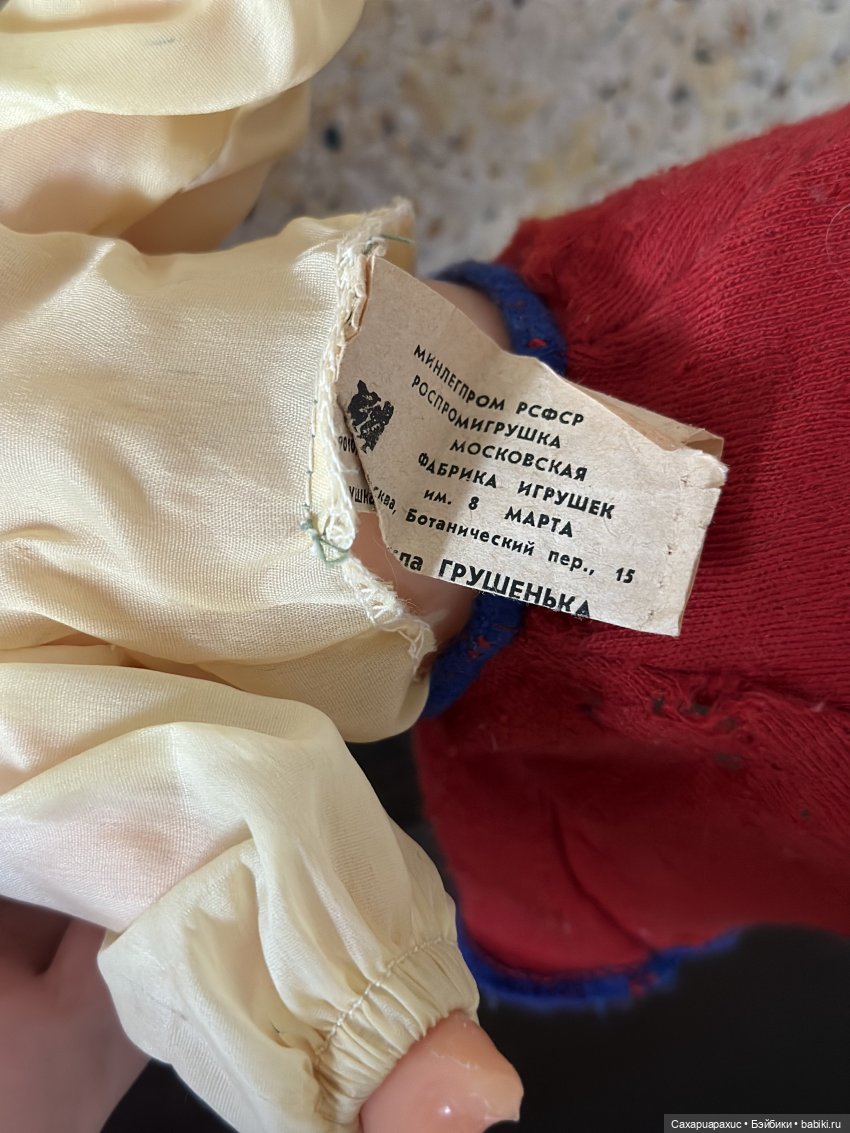 МИНЛЕГПРОМ РСФСР
РОСПРОМИГРУШКА
МОСКОВСКАЯ
ФАБРИКА ИГРУШЕК
им. 8 МАРТА
Ботанический пер., 15
ГРУШЕНЬКА
Сахариарахис • Бэйбики • babiki.ru